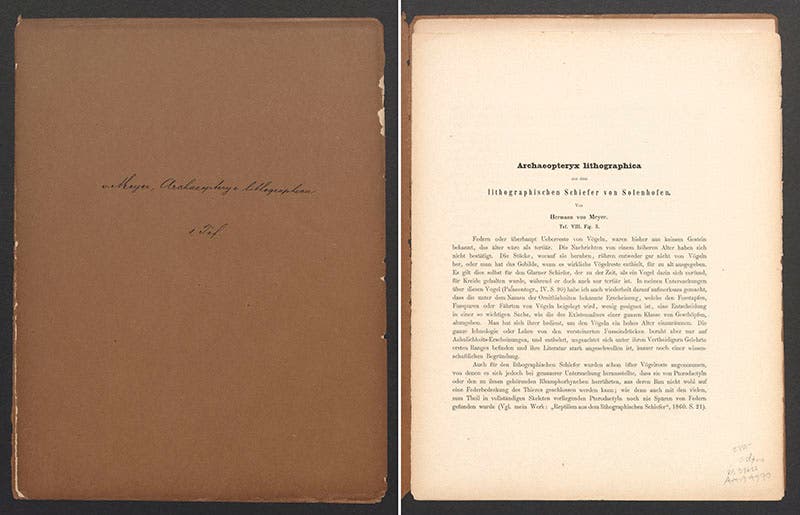 v. Meyer, Archaeopteryx lithographica
1 Taf.
Archaeopteryx lithographica
aus dem
lithographischen Schiefer von Solenhofen.
Von
Hermann von Meyer.
Taf. VIII. Fig. 3.
Federn oder überhaupt Ueberreste von Vögeln, waren bisher aus keinem Gestein
bekannt, das älter wäre als tertiär. Die Nachrichten von einem höheren Alter haben sich
nicht bestätigt. Die Stücke, worauf sie beruhen, rühren entweder gar nicht von Vögeln
her, oder man hat das Gebilde, wenn es wirkliche Vögelreste enthielt, für zu alt ausgegeben.
Es gilt dies selbst für den Glarner Schiefer, der zu der Zeit, als ein Vogel darin sich vorfand,
für Kreide gehalten wurde, während er doch auch nur tertiär ist. In meinen Untersuchungen
über diesen Vogel (Palaeontogr., IV. S. 20) habe ich auch wiederholt darauf aufmerksam gemacht,
dass die unter dem Namen der Ornithichniten bekannte Erscheinung, welche den Fusstapfen,
Fussspuren oder Fährten von Vögeln beigelegt wird, wenig geeignet ist, eine Entscheidung
in einer so wichtigen Sache, wie die des Existenzalters einer ganzen Klasse von Geschöpfen,
abzugeben. Man hat sich ihrer bedient, um den Vögeln ein hohes Alter einzuräumen. Die
ganze Ichnologie oder Lehre von den versteinerten Fusseindrücken beruht aber nur auf
Aehnlichkeits-Erscheinungen, und entbehrt, ungeachtet sich unter ihren Vertheidigern Gelehrte
ersten Ranges befinden und ihre Literatur stark angeschwollen ist, immer noch einer wissen-
schaftlichen Begründung.
Auch für den lithographischen Schiefer wurden schon öfter Vögelreste angenommen,
von denen es sich jedoch bei genauerer Untersuchung herausstellte, dass sie von Pterodactyln
oder den zu ihnen gehörenden Rhamphorhynchen herrührten, aus deren Bau nicht wohl auf
eine Federbedeckung des Thieres geschlossen werden kann; wie denn auch mit den vielen,
zum Theil in vollständigen Skeleten vorliegenden Pterodactyln noch nie Spuren von Federn
gefunden wurde (Vgl. mein Werk: „Reptilien aus dem lithographischen Schiefer“, 1860. S. 21).